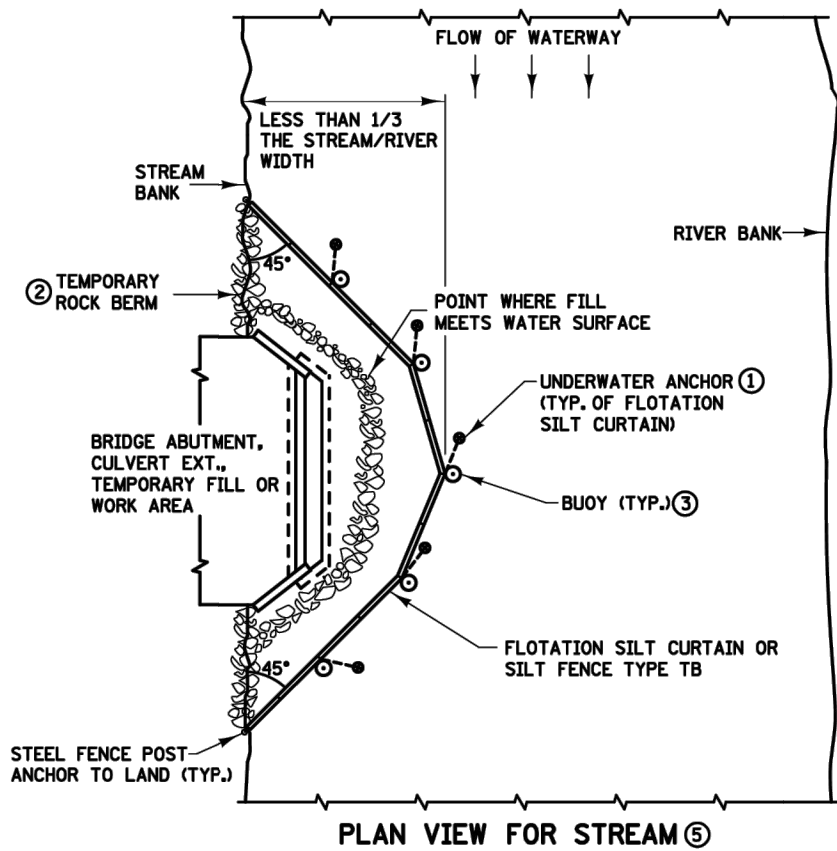 FLOW OF WATERWAY
LESS THAN 1/3
THE STREAM/RIVER
WIDTH
STREAM
BANK
RIVER BANK
45°
② TEMPORARY
ROCK BERM
POINT WHERE FILL
MEETS WATER SURFACE
UNDERWATER ANCHOR ①
(TYP. OF FLOTATION
SILT CURTAIN)
BRIDGE ABUTMENT,
CULVERT EXT.,
TEMPORARY FILL OR
WORK AREA
BUOY (TYP.) ③
FLOTATION SILT CURTAIN OR
SILT FENCE TYPE TB
45°
STEEL FENCE POST
ANCHOR TO LAND (TYP.)
PLAN VIEW FOR STREAM ⑤